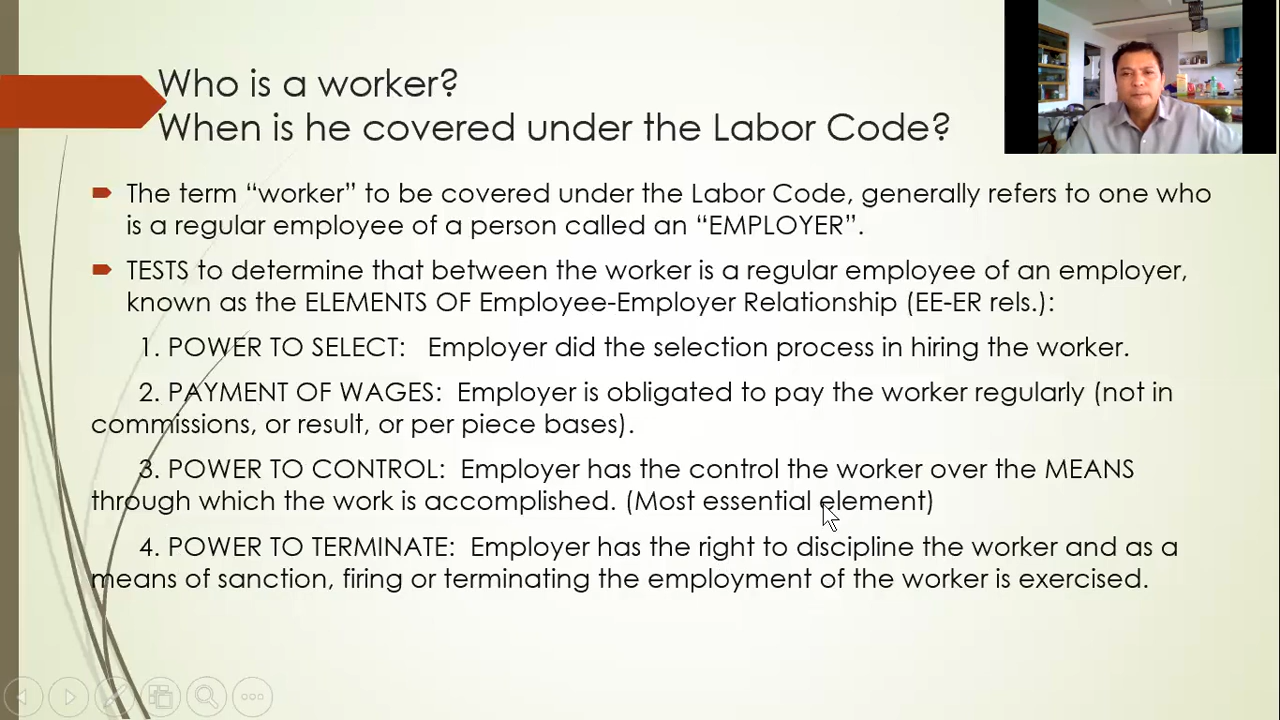 Who is a worker?
When is he covered under the Labor Code?
The term “worker” to be covered under the Labor Code, generally refers to one who
is a regular employee of a person called an “EMPLOYER”.
TESTS to determine that between the worker is a regular employee of an employer,
known as the ELEMENTS OF Employee-Employer Relationship (EE-ER rels.):
1. POWER TO SELECT: Employer did the selection process in hiring the worker.
2. PAYMENT OF WAGES: Employer is obligated to pay the worker regularly (not in
commissions, or result, or per piece bases).
3. POWER TO CONTROL: Employer has the control the worker over the MEANS
through which the work is accomplished. (Most essential element)
4. POWER TO TERMINATE: Employer has the right to discipline the worker and as a
means of sanction, firing or terminating the employment of the worker is exercised.